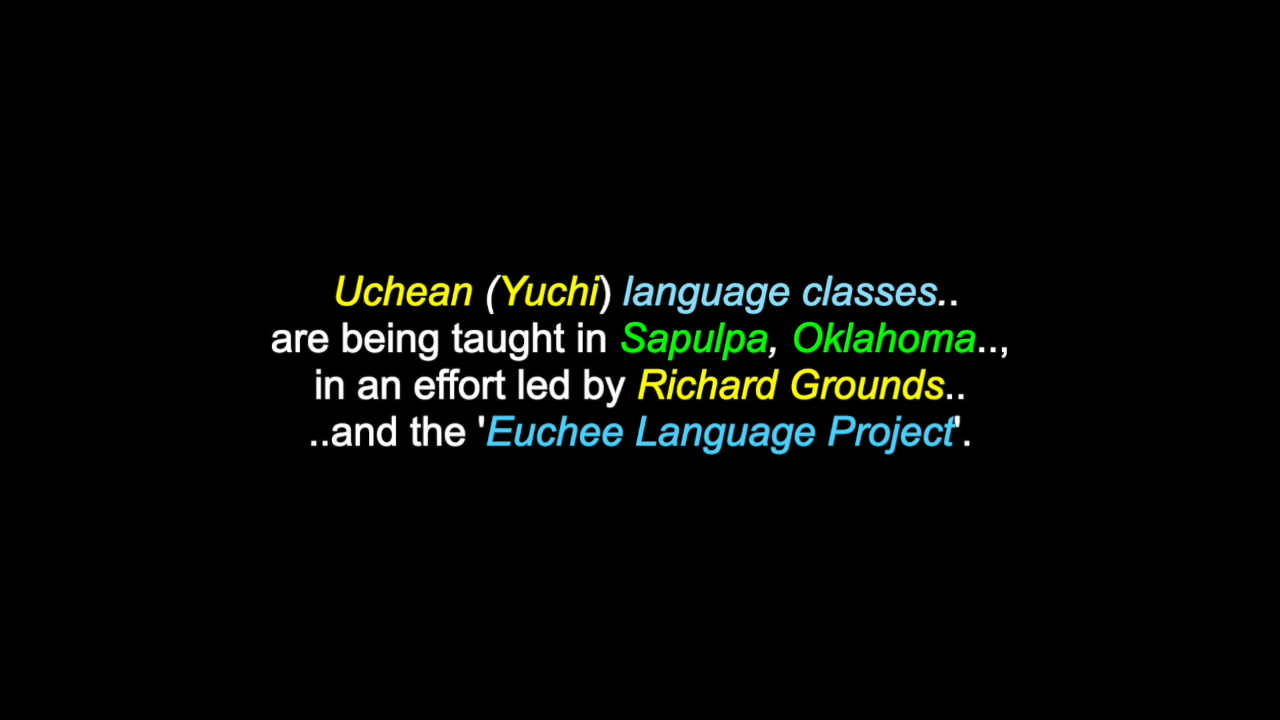 Uchean (Yuchi) language classes..
are being taught in Sapulpa, Oklahoma..,
in an effort led by Richard Grounds..
..and the 'Euchee Language Project'.